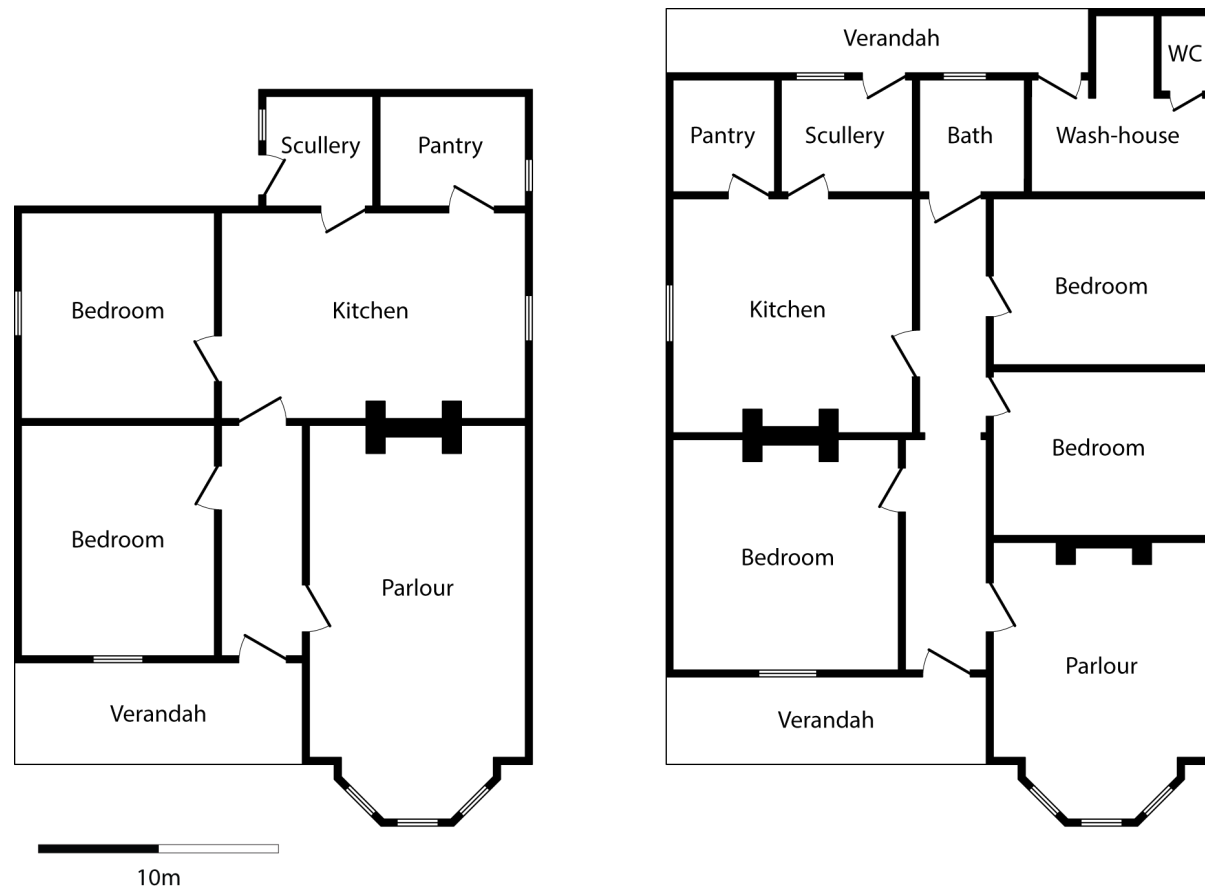 Scullery
Pantry
Bedroom
Kitchen
Bedroom
Parlour
Verandah
10m
Verandah
WC
Pantry
Scullery
Bath
Wash-house
Kitchen
Bedroom
Bedroom
Bedroom
Parlour
Verandah